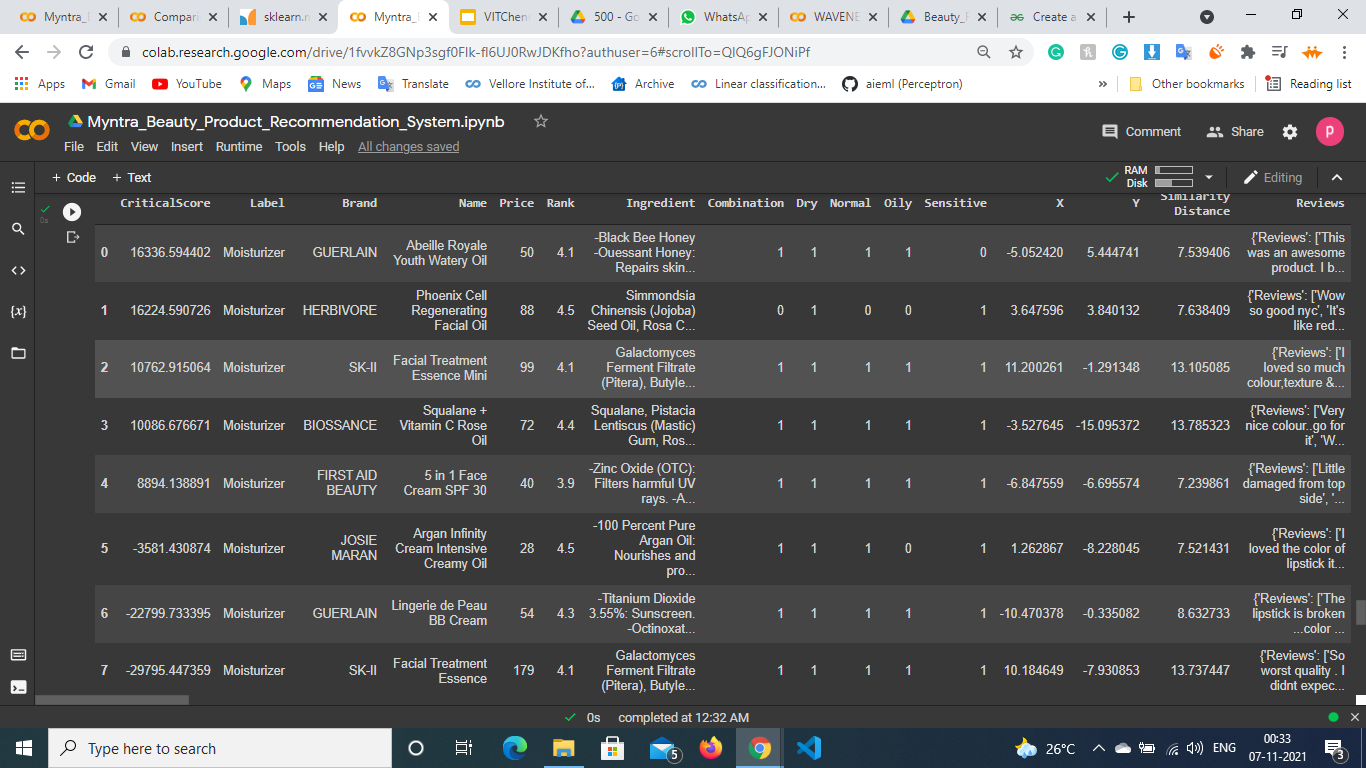 Myntra_
Compari
sklearn.n
Myntra_
VITChen
500 - Go
WhatsAp
WAVENE
Beauty_P
Create a
colab.research.google.com/drive/1fvvkZ8GNp3sgf0FIk-fl6UJ0RwJDKfho?authuser=6#scrollTo=QlQ6gFJONiPf
Apps Gmail YouTube Maps News Translate Vellore Institute of... Archive Linear classification... aieml (Perceptron) » Other bookmarks Reading list
Myntra_Beauty_Product_Recommendation_System.ipynb
Comment Share p
File Edit View Insert Runtime Tools Help All changes saved
+ Code + Text
RAM
Disk
Editing
CriticalScore Label Brand Name Price Rank Ingredient Combination Dry Normal Oily Sensitive X Y Similarity Distance Reviews
0s
0 16336.594402 Moisturizer GUERLAIN Abeille Royale Youth Watery Oil 50 4.1 -Black Bee Honey -Ouessant Honey: Repairs skin... 1 1 1 1 0 -5.052420 5.444741 7.539406 {'Reviews': ['This was an awesome product. I b...
1 16224.590726 Moisturizer HERBIVORE Phoenix Cell Regenerating Facial Oil 88 4.5 Simmondsia Chinensis (Jojoba) Seed Oil, Rosa C... 0 1 0 0 1 3.647596 3.840132 7.638409 {'Reviews': ['Wow so good nyc', 'It's like red...
2 10762.915064 Moisturizer SK-II Facial Treatment Essence Mini 99 4.1 Galactomyces Ferment Filtrate (Pitera), Butyle... 1 1 1 1 1 11.200261 -1.291348 13.105085 {'Reviews': ['I loved so much colour,texture &...
3 10086.676671 Moisturizer BIOSSANCE Squalane + Vitamin C Rose Oil 72 4.4 Squalane, Pistacia Lentiscus (Mastic) Gum, Ros... 1 1 1 1 1 -3.527645 -15.095372 13.785323 {'Reviews': ['Very nice colour..go for it', 'W...
4 8894.138891 Moisturizer FIRST AID BEAUTY 5 in 1 Face Cream SPF 30 40 3.9 -Zinc Oxide (OTC): Filters harmful UV rays. -A... 1 1 1 1 1 -6.847559 -6.695574 7.239861 {'Reviews': ['Little damaged from top side', '...
5 -3581.430874 Moisturizer JOSIE MARAN Argan Infinity Cream Intensive Creamy Oil 28 4.5 -100 Percent Pure Argan Oil: Nourishes and pro... 1 1 1 0 1 1.262867 -8.228045 7.521431 {'Reviews': ['I loved the color of lipstick it...
6 -22799.733395 Moisturizer GUERLAIN Lingerie de Peau BB Cream 54 4.3 -Titanium Dioxide 3.55%: Sunscreen. -Octinoxat... 1 1 1 1 1 -10.470378 -0.335082 8.632733 {'Reviews': ['The lipstick is broken ...color ...
7 -29795.447359 Moisturizer SK-II Facial Treatment Essence 179 4.1 Galactomyces Ferment Filtrate (Pitera), Butyle... 1 1 1 1 1 10.184649 -7.930853 13.737447 {'Reviews': ['So worst quality . I didnt expec...
0s completed at 12:32 AM
Type here to search
5
26°C
ENG
00:33
07-11-2021
3